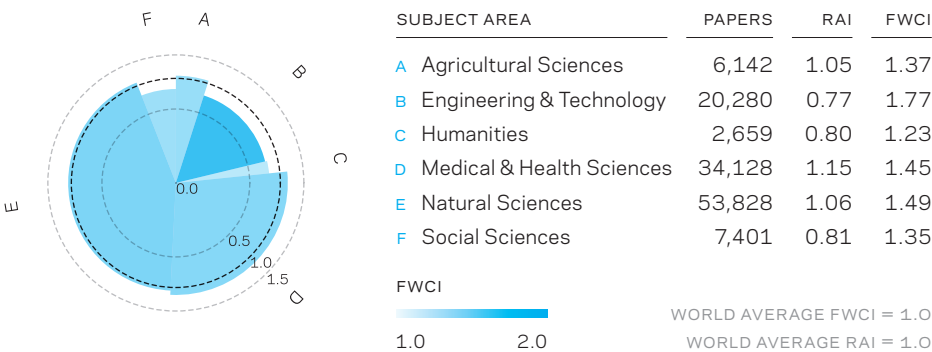 F A
B
C
E
D
0.0
0.5
1.0
1.5
SUBJECT AREA PAPERS RAI FWCI
A Agricultural Sciences 6,142 1.05 1.37
B Engineering & Technology 20,280 0.77 1.77
C Humanities 2,659 0.80 1.23
D Medical & Health Sciences 34,128 1.15 1.45
E Natural Sciences 53,828 1.06 1.49
F Social Sciences 7,401 0.81 1.35
FWCI
1.0 2.0
WORLD AVERAGE FWCI = 1.0
WORLD AVERAGE RAI = 1.0